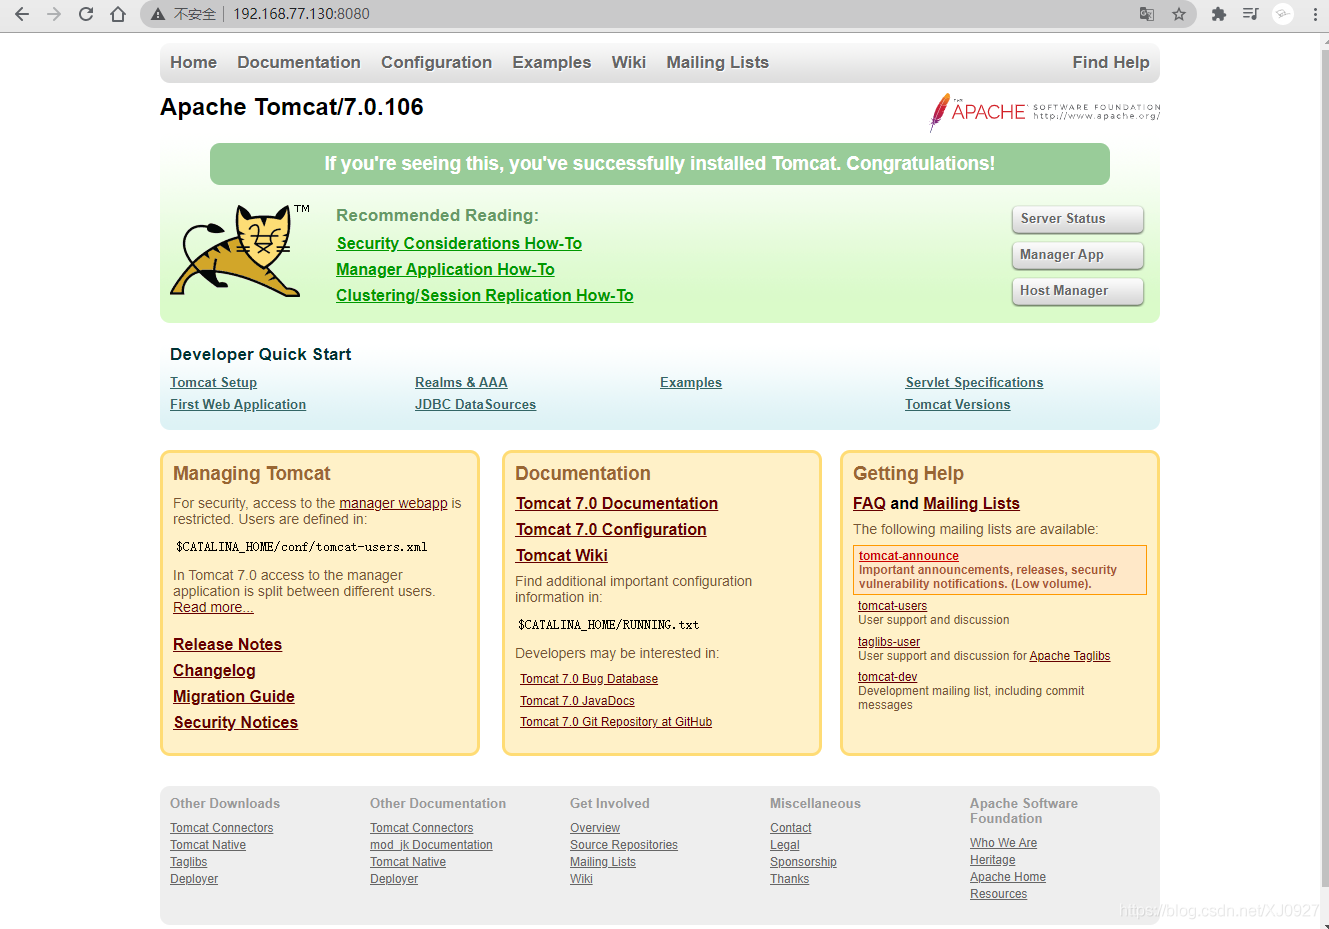 不安全 192.168.77.130:8080
Home Documentation Configuration Examples Wiki Mailing Lists Find Help
Apache Tomcat/7.0.106
THE APACHE SOFTWARE FOUNDATION
http://www.apache.org/
If you're seeing this, you've successfully installed Tomcat. Congratulations!
TM
Recommended Reading:
Security Considerations How-To
Manager Application How-To
Clustering/Session Replication How-To
Server Status
Manager App
Host Manager
Developer Quick Start
Tomcat Setup
First Web Application
Realms & AAA
JDBC DataSources
Examples
Servlet Specifications
Tomcat Versions
Managing Tomcat
For security, access to the manager webapp is
restricted. Users are defined in:
$CATALINA_HOME/conf/tomcat-users.xml
In Tomcat 7.0 access to the manager
application is split between different users.
Read more...
Release Notes
Changelog
Migration Guide
Security Notices
Documentation
Tomcat 7.0 Documentation
Tomcat 7.0 Configuration
Tomcat Wiki
Find additional important configuration
information in:
$CATALINA_HOME/RUNNING.txt
Developers may be interested in:
Tomcat 7.0 Bug Database
Tomcat 7.0 JavaDocs
Tomcat 7.0 Git Repository at GitHub
Getting Help
FAQ and Mailing Lists
The following mailing lists are available:
tomcat-announce
Important announcements, releases, security
vulnerability notifications. (Low volume).
tomcat-users
User support and discussion
taglibs-user
User support and discussion for Apache Taglibs
tomcat-dev
Development mailing list, including commit
messages
Other Downloads
Tomcat Connectors
Tomcat Native
Taglibs
Deployer
Other Documentation
Tomcat Connectors
mod_jk Documentation
Tomcat Native
Deployer
Get Involved
Overview
Source Repositories
Mailing Lists
Wiki
Miscellaneous
Contact
Legal
Sponsorship
Thanks
Apache Software
Foundation
Who We Are
Heritage
Apache Home
Resources
https://blog.csdn.net/XJ0927